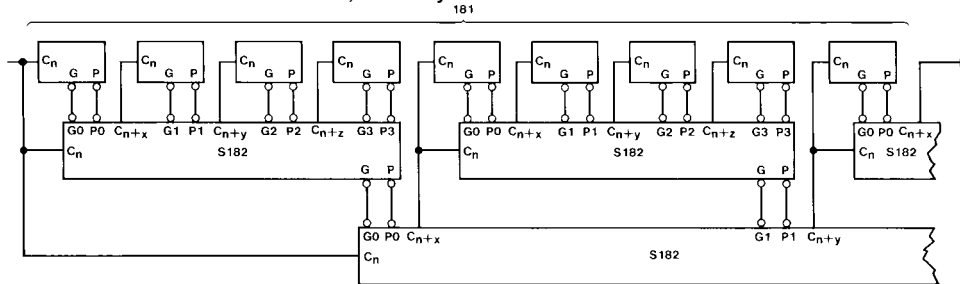 181
Cn Cn Cn Cn Cn Cn Cn Cn Cn
G P G P G P G P G P G P G P G P G P
G0 P0 Cn+x G1 P1 Cn+y G2 P2 Cn+z G3 P3 G0 P0 Cn+x G1 P1 Cn+y G2 P2 Cn+z G3 P3 G0 P0 Cn+x
Cn S182 Cn S182 Cn S182
G P G P
G0 P0 Cn+x G1 P1 Cn+y
Cn S182